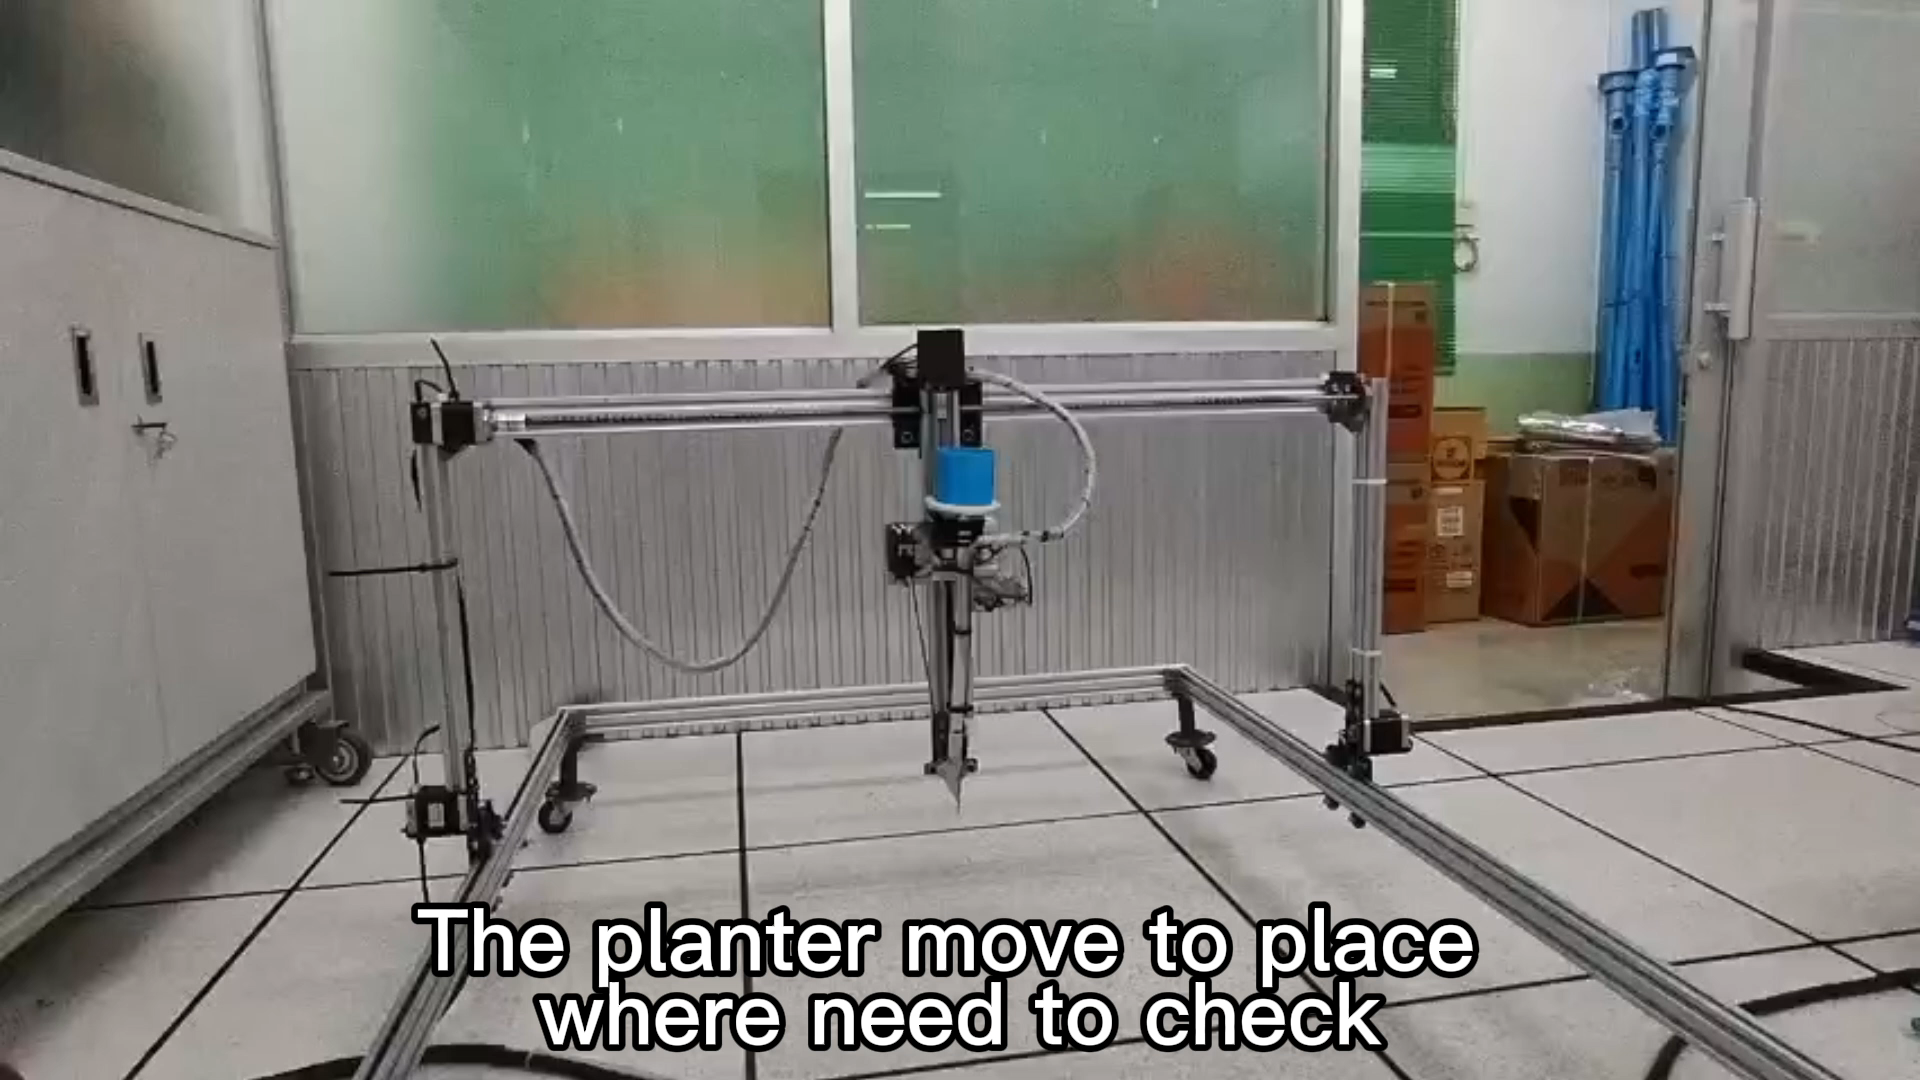 The planter move to place
where need to check